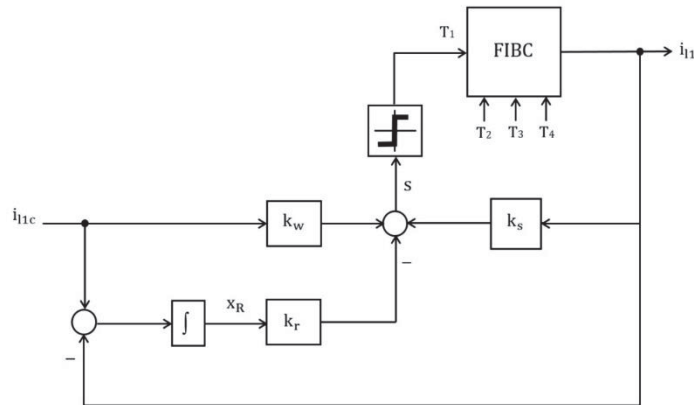 T₁
FIBC
i_l1
T₂ T₃ T₄
s
i_l1c
k_w
k_s
−
x_R
∫
k_r
−